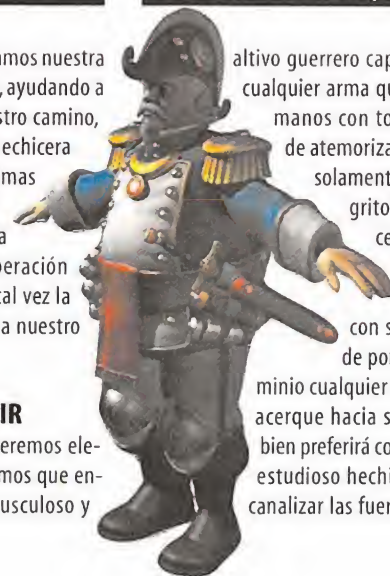 amos nuestra
, ayudando a
stro camino,
echicera
mas
a
peración
tal vez la
a nuestro
IR
eremos ele-
mos que en-
usculoso y
altivo guerrero cap
cualquier arma qu
manos con to
de atemoriza
solament
grito
ce
con s
de por
minio cualquier
acerque hacia s
bien preferirá co
estudioso hechi
canalizar las fuer